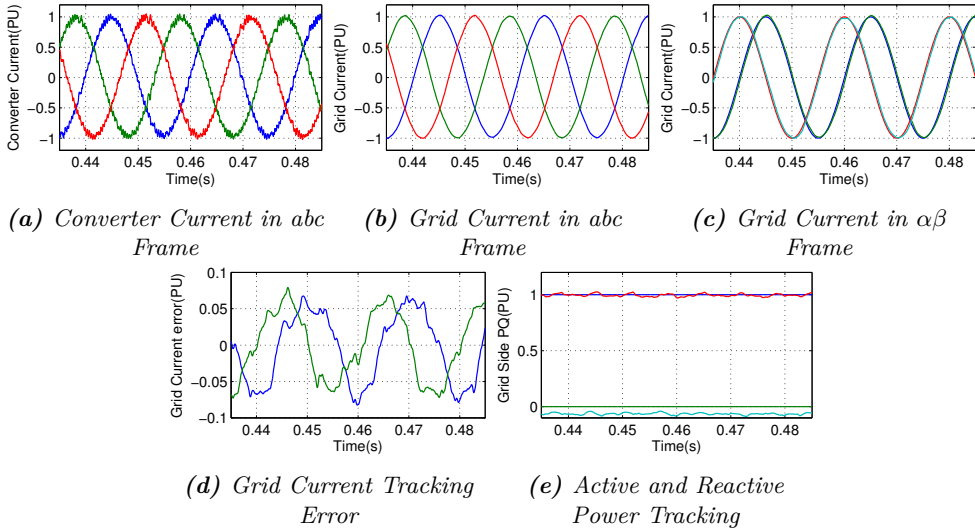 1
0.5
0
−0.5
−1
Converter Current(PU)
0.44 0.45 0.46 0.47 0.48
Time(s)
(a) Converter Current in abc
Frame
1
0.5
0
−0.5
−1
Grid Current(PU)
0.44 0.45 0.46 0.47 0.48
Time(s)
(b) Grid Current in abc
Frame
1
0.5
0
−0.5
−1
Grid Current(PU)
0.44 0.45 0.46 0.47 0.48
Time(s)
(c) Grid Current in αβ
Frame
0.1
0.05
0
−0.05
−0.1
Grid Current error(PU)
0.44 0.45 0.46 0.47 0.48
Time(s)
(d) Grid Current Tracking
Error
1
0.5
0
Grid Side PQ(PU)
0.44 0.45 0.46 0.47 0.48
Time(s)
(e) Active and Reactive
Power Tracking